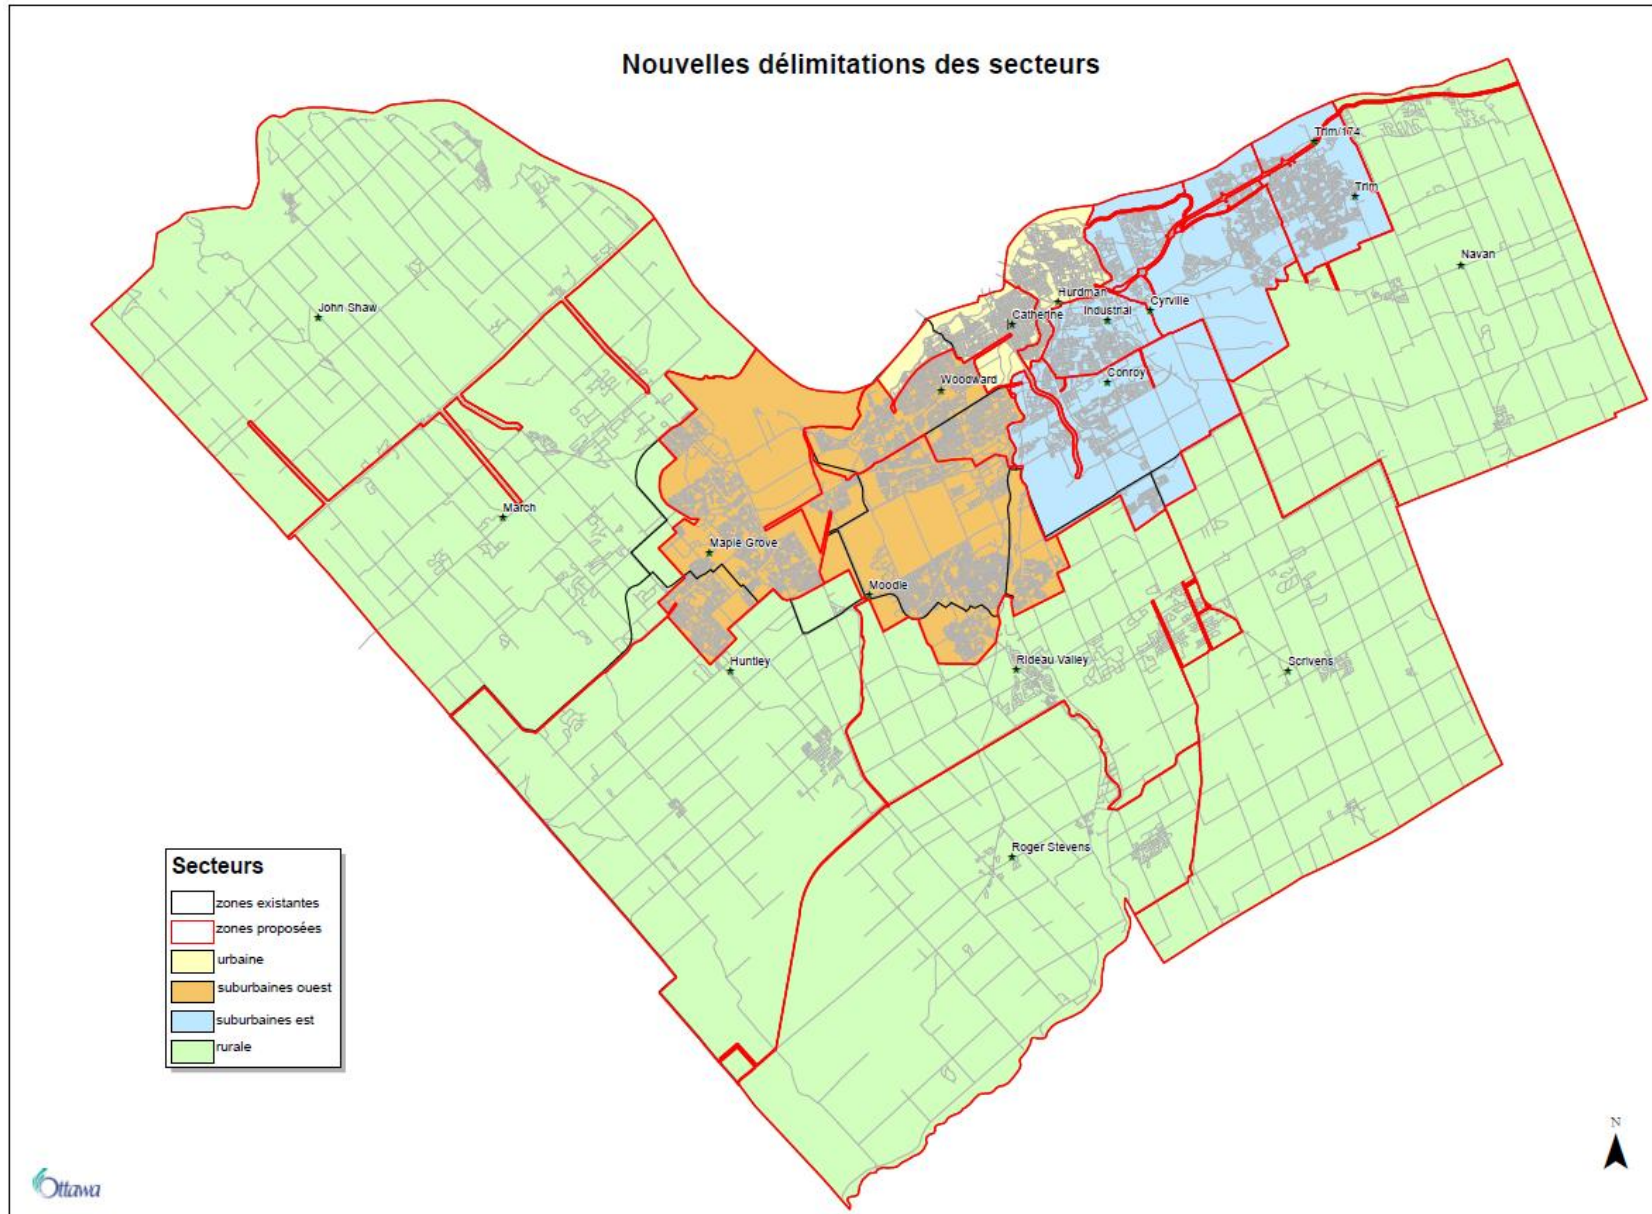 Nouvelles délimitations des secteurs
Trim/174
Trim
Navan
John Shaw
Hurdman
Cyrville
Industrial
Catherine
Conroy
Woodward
March
Maple Grove
Moodie
Huntley
Rideau Valley
Scrivens
Roger Stevens
Secteurs
zones existantes
zones proposées
urbaine
suburbaines ouest
suburbaines est
rurale
N
Ottawa